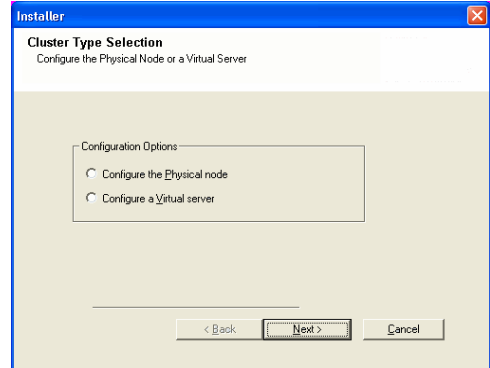 Installer
Cluster Type Selection
Configure the Physical Node or a Virtual Server
Configuration Options
Configure the Physical node
Configure a Virtual server
< Back Next > Cancel